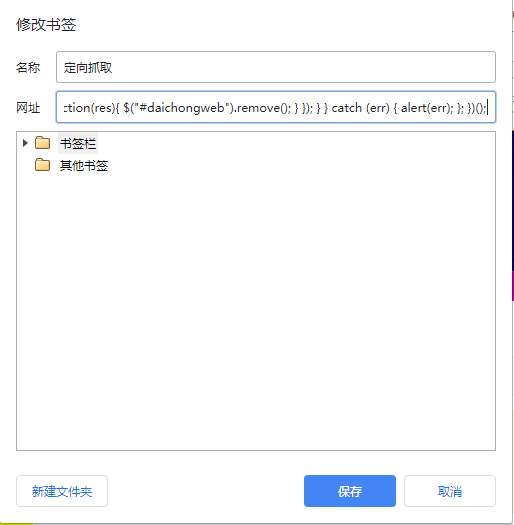 修改书签
名称 定向抓取
网址 ction(res){ $("#daichongweb").remove(); } }); } } catch (err) { alert(err); }; })();
书签栏
其他书签
新建文件夹 保存 取消